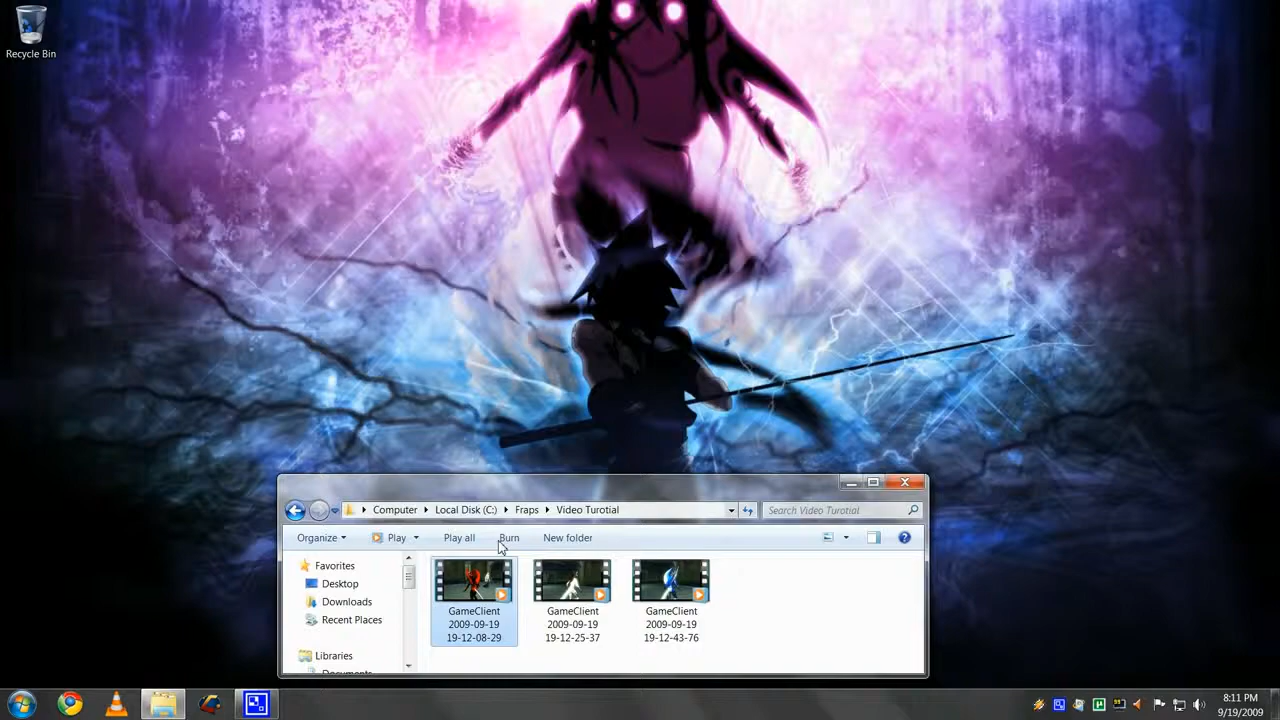 Recycle Bin
Computer Local Disk (C:) Fraps Video Turotial
Search Video Turotial
Organize Play Play all Burn New folder
Favorites
Desktop
Downloads
Recent Places
Libraries
GameClient
2009-09-19
19-12-08-29
GameClient
2009-09-19
19-12-25-37
GameClient
2009-09-19
19-12-43-76
8:11 PM
9/19/2009